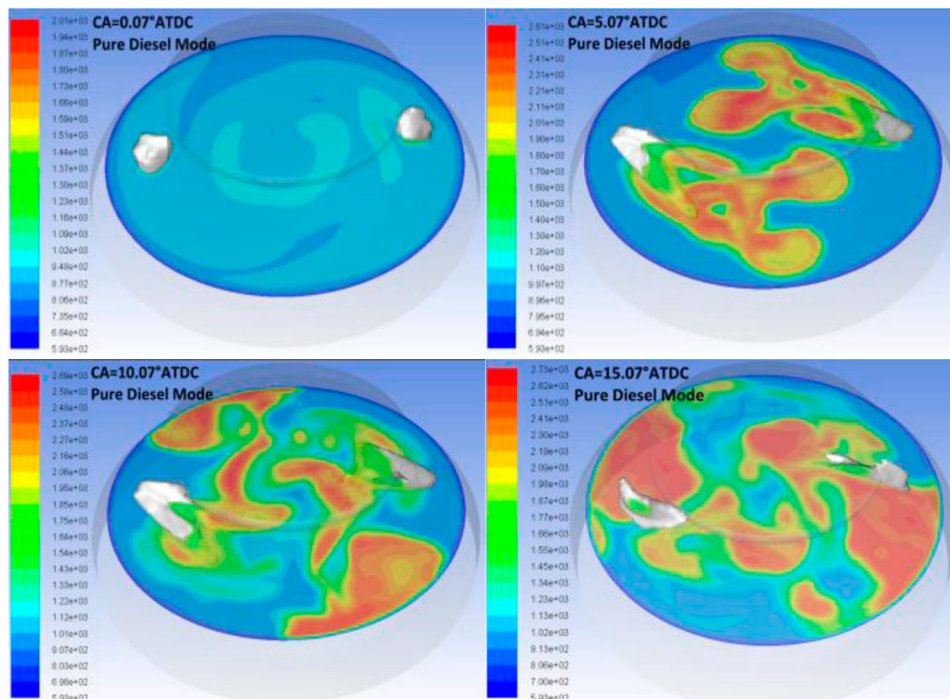 CA=0.07°ATDC
Pure Diesel Mode
2.01e+03
1.94e+03
1.87e+03
1.80e+03
1.73e+03
1.66e+03
1.59e+03
1.51e+03
1.44e+03
1.37e+03
1.30e+03
1.23e+03
1.16e+03
1.09e+03
1.02e+03
9.48e+02
8.77e+02
8.06e+02
7.35e+02
6.64e+02
5.93e+02
CA=5.07°ATDC
Pure Diesel Mode
2.61e+03
2.51e+03
2.41e+03
2.31e+03
2.21e+03
2.11e+03
2.01e+03
1.90e+03
1.80e+03
1.70e+03
1.60e+03
1.50e+03
1.40e+03
1.30e+03
1.20e+03
1.10e+03
9.97e+02
8.96e+02
7.95e+02
6.94e+02
5.93e+02
CA=10.07°ATDC
Pure Diesel Mode
2.69e+03
2.58e+03
2.48e+03
2.37e+03
2.27e+03
2.16e+03
2.06e+03
1.95e+03
1.85e+03
1.75e+03
1.64e+03
1.54e+03
1.43e+03
1.33e+03
1.22e+03
1.12e+03
1.01e+03
9.07e+02
8.03e+02
6.98e+02
5.93e+02
CA=15.07°ATDC
Pure Diesel Mode
2.73e+03
2.62e+03
2.51e+03
2.41e+03
2.30e+03
2.19e+03
2.09e+03
1.98e+03
1.87e+03
1.77e+03
1.66e+03
1.55e+03
1.45e+03
1.34e+03
1.23e+03
1.13e+03
1.02e+03
9.13e+02
8.06e+02
7.00e+02
5.93e+02